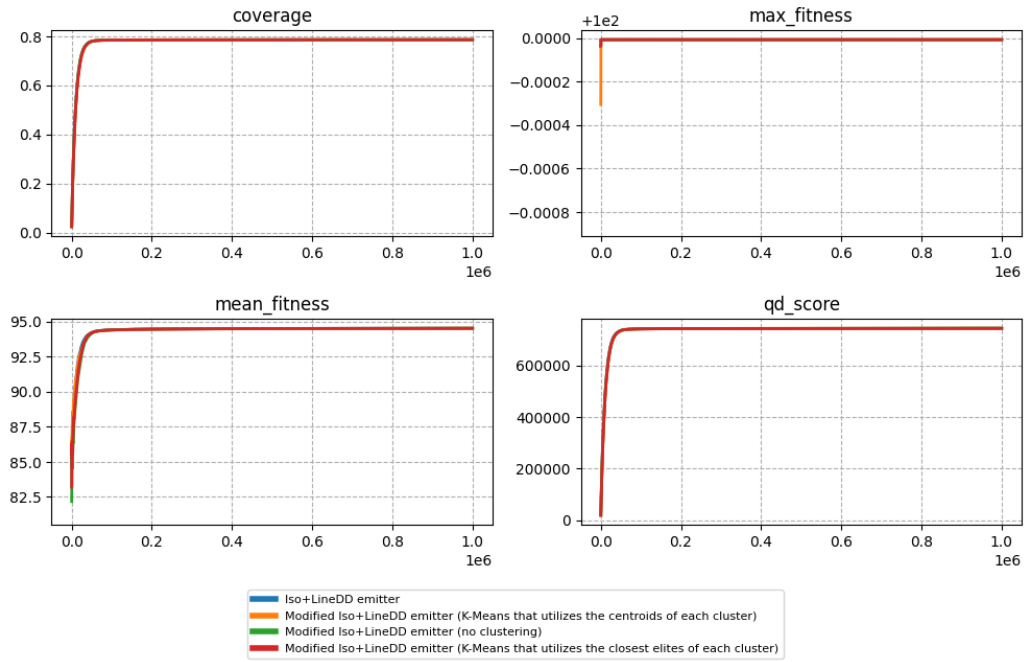 coverage
0.8
0.6
0.4
0.2
0.0
0.0 0.2 0.4 0.6 0.8 1.0
1e6
max_fitness
+1e2
0.0000
−0.0002
−0.0004
−0.0006
−0.0008
0.0 0.2 0.4 0.6 0.8 1.0
1e6
mean_fitness
95.0
92.5
90.0
87.5
85.0
82.5
0.0 0.2 0.4 0.6 0.8 1.0
1e6
qd_score
600000
400000
200000
0
0.0 0.2 0.4 0.6 0.8 1.0
1e6
Iso+LineDD emitter
Modified Iso+LineDD emitter (K-Means that utilizes the centroids of each cluster)
Modified Iso+LineDD emitter (no clustering)
Modified Iso+LineDD emitter (K-Means that utilizes the closest elites of each cluster)